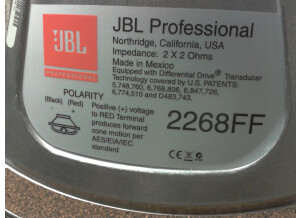 JBL
PROFESSIONAL
JBL Professional
Northridge, California, USA
Impedance: 2 X 2 Ohms
Made in Mexico
Equipped with Differential Drive® Transducer
Technology covered by U.S. PATENTS:
5,748,760, 6,768,806, 6,847,726,
6,774,510 and D483,743.
POLARITY
(Black) (Red)
- +
Positive (+) voltage
to RED Terminal
produces forward
cone motion per
AES/EIA/IEC
standard
2268FF
CE